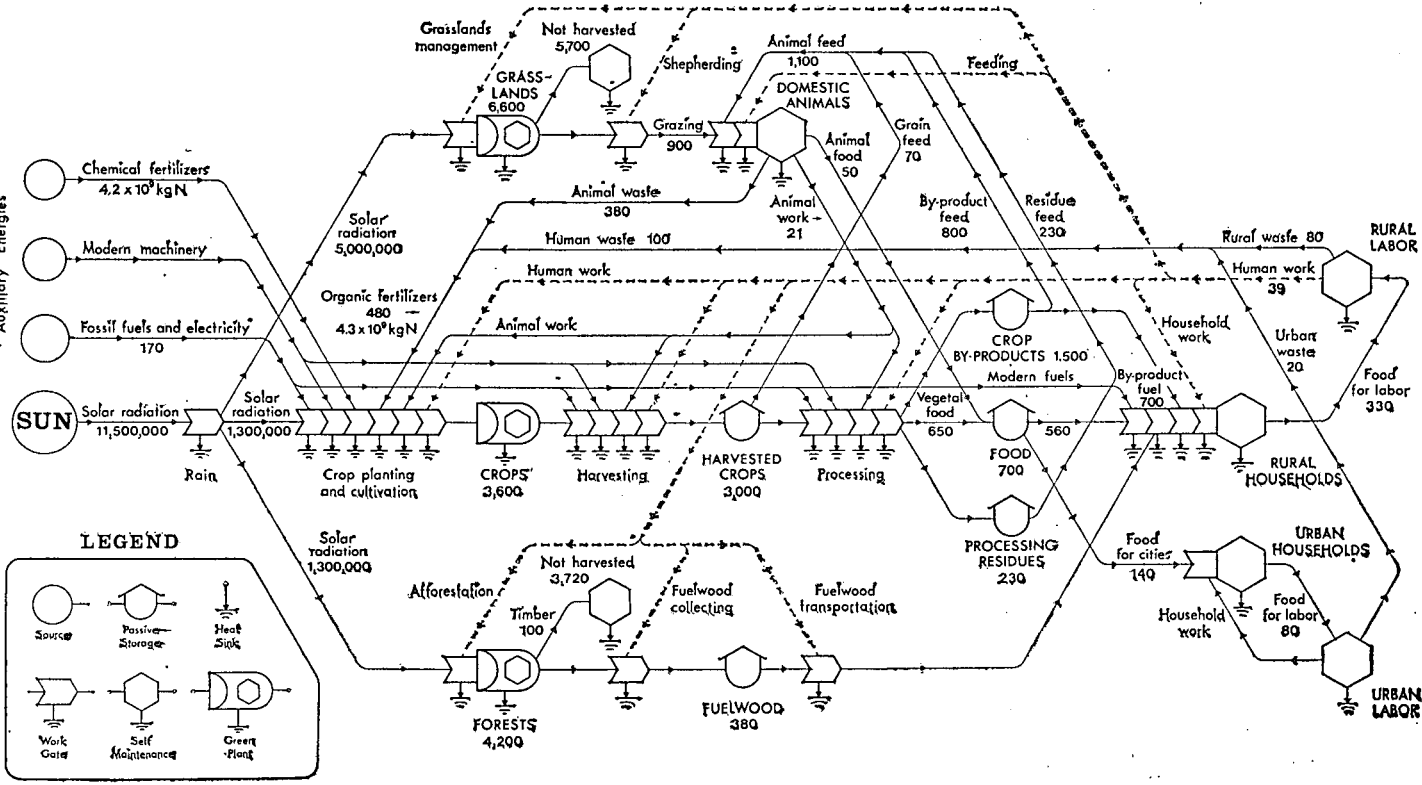 Grasslands
management
Not harvested
5,700
GRASS-
LANDS
6,600
Shepherding
Animal feed
1,100
Feeding
DOMESTIC
ANIMALS
Grazing
900
Animal
food
50
Grain
feed
70
Auxiliary Energies
Chemical fertilizers
4.2 x 10⁹ kg N
Animal waste
380
Animal
work
21
By-product
feed
800
Residue
feed
230
Solar
radiation
5,000,000
Modern machinery
Human waste 100
Rural waste 80
RURAL
LABOR
Human work
Human work
39
Organic fertilizers
480
4.3 x 10⁹ kg N
Fossil fuels and electricity
170
Animal work
CROP
BY-PRODUCTS 1.500
Household
work
Urban
waste
20
Food
for labor
330
Modern fuels
By-product
fuel
700
SUN
Solar radiation
11,500,000
Solar
radiation
1,300,000
Vegetal
food
650
560
Rain
Crop planting
and cultivation
CROPS
3,600
Harvesting
HARVESTED
CROPS
3,000
Processing
FOOD
700
RURAL
HOUSEHOLDS
Solar
radiation
1,300,000
PROCESSING
RESIDUES
230
Food
for cities
140
URBAN
HOUSEHOLDS
Afforestation
Not harvested
3,720
Timber
100
Fuelwood
collecting
Fuelwood
transportation
Household
work
Food
for labor
80
FORESTS
4,200
FUELWOOD
380
URBAN
LABOR
LEGEND
Source
Passive
Storage
Heat
Sink
Work
Gate
Self
Maintenance
Green
Plant